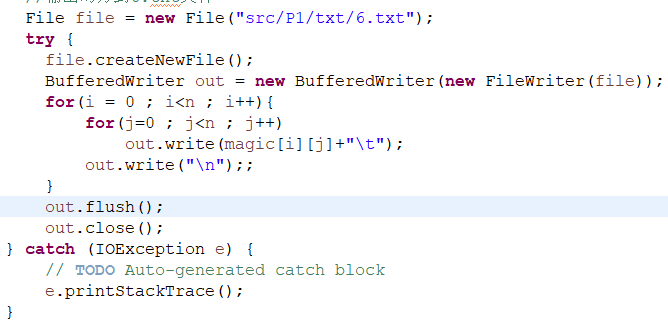 File file = new File("src/P1/txt/6.txt");
try {
file.createNewFile();
BufferedWriter out = new BufferedWriter(new FileWriter(file));
for(i = 0 ; i<n ; i++){
for(j=0 ; j<n ; j++)
out.write(magic[i][j]+"\t");
out.write("\n");;
}
out.flush();
out.close();
} catch (IOException e) {
// TODO Auto-generated catch block
e.printStackTrace();
}